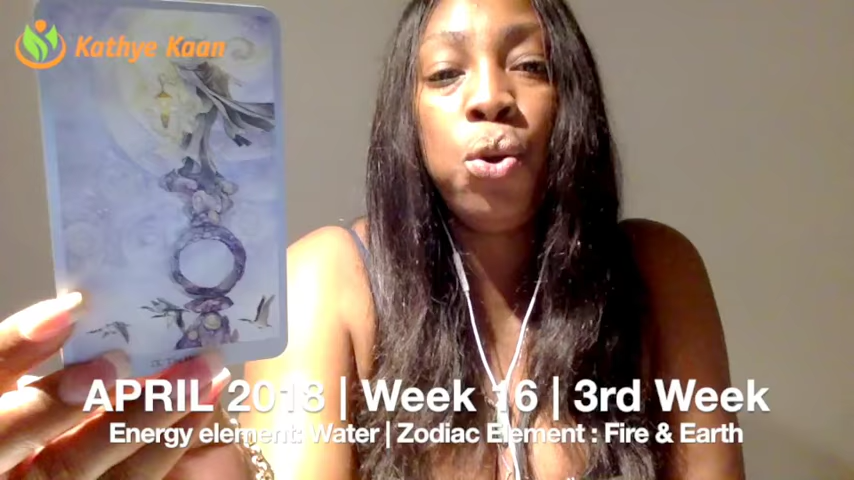 Kathye Kaan
APRIL 2018 | Week 16 | 3rd Week
Energy element: Water | Zodiac Element : Fire & Earth